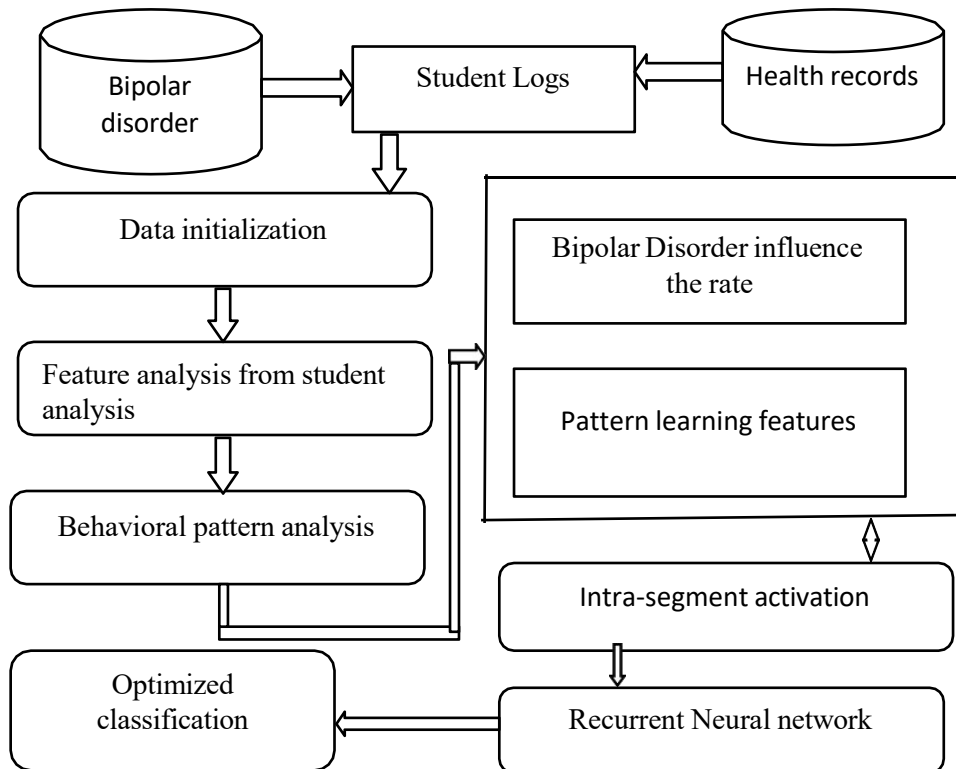 Bipolar
disorder
Student Logs
Health records
Data initialization
Bipolar Disorder influence
the rate
Feature analysis from student
analysis
Pattern learning features
Behavioral pattern analysis
Intra-segment activation
Optimized
classification
Recurrent Neural network